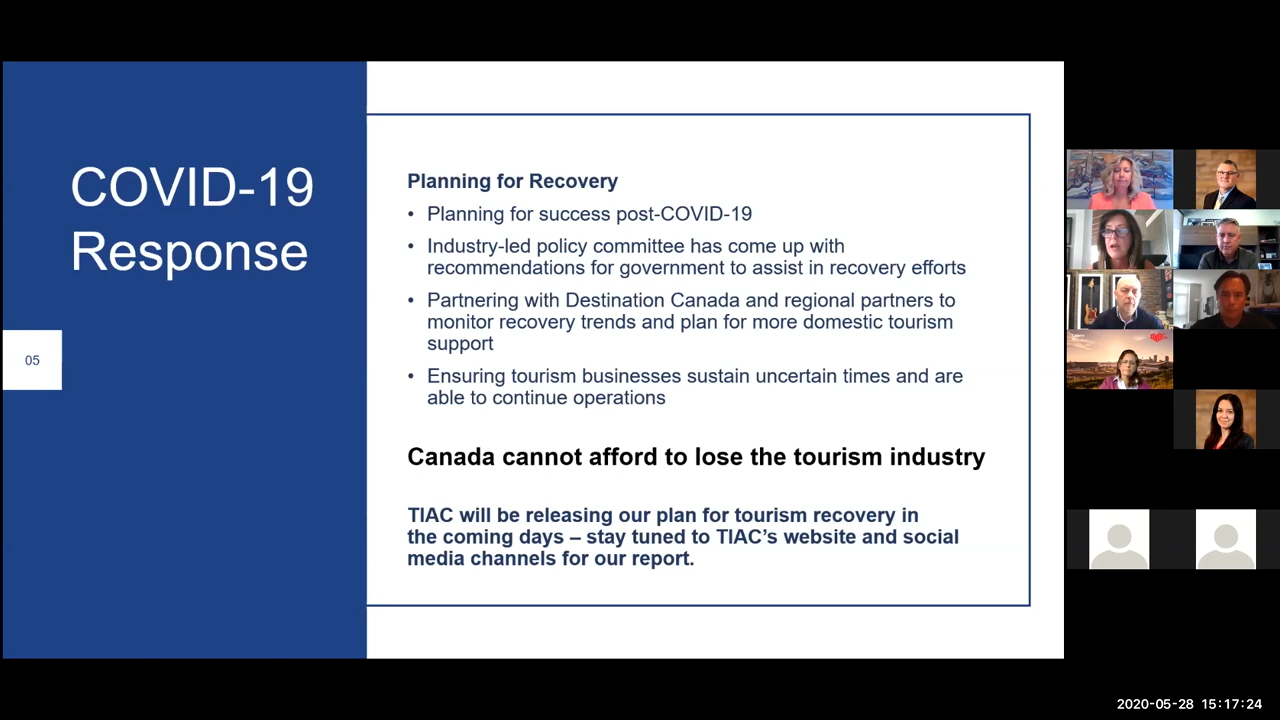 COVID-19
Response
05
Planning for Recovery
• Planning for success post-COVID-19
• Industry-led policy committee has come up with
recommendations for government to assist in recovery efforts
• Partnering with Destination Canada and regional partners to
monitor recovery trends and plan for more domestic tourism
support
• Ensuring tourism businesses sustain uncertain times and are
able to continue operations
Canada cannot afford to lose the tourism industry
TIAC will be releasing our plan for tourism recovery in
the coming days – stay tuned to TIAC’s website and social
media channels for our report.
2020-05-28 15:17:24